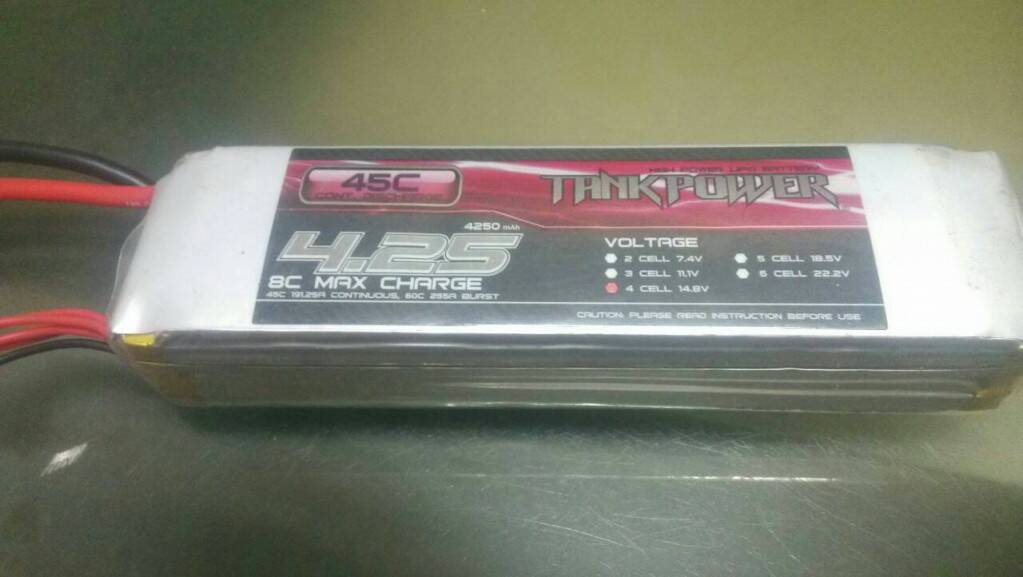 HIGH POWER LIPO BATTERY
45C
CONT. DISCHARGE
TANKPOWER
4250 mAh
4.25
8C MAX CHARGE
45C 191.25A CONTINUOUS, 60C 255A BURST
VOLTAGE
2 CELL 7.4V
3 CELL 11.1V
4 CELL 14.8V
5 CELL 18.5V
6 CELL 22.2V
CAUTION: PLEASE READ INSTRUCTION BEFORE USE